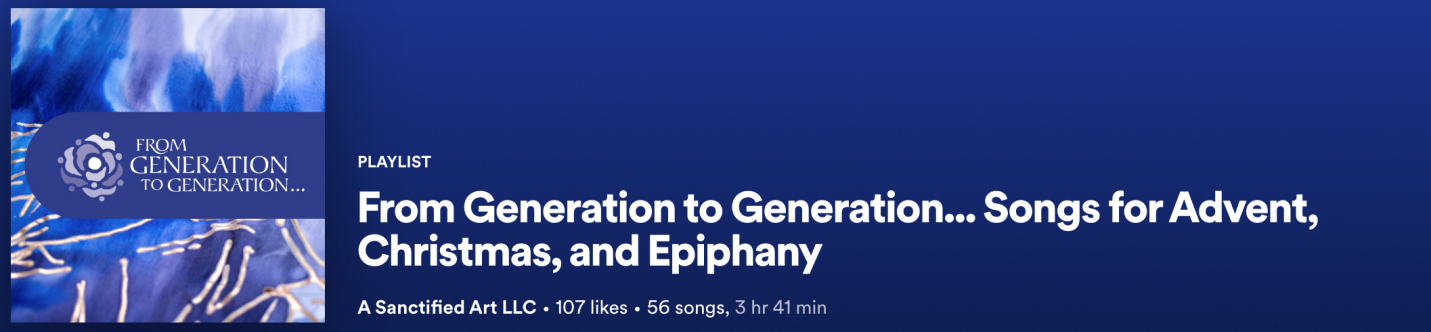 FROM
GENERATION
TO GENERATION...
PLAYLIST
From Generation to Generation... Songs for Advent,
Christmas, and Epiphany
A Sanctified Art LLC • 107 likes • 56 songs, 3 hr 41 min